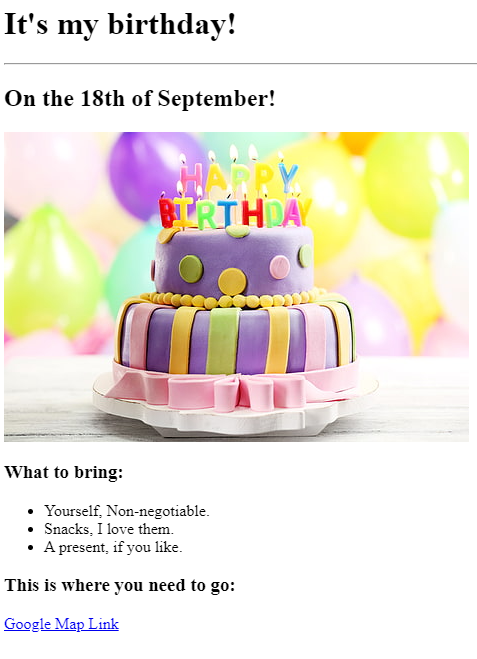 It's my birthday!
On the 18th of September!
HAPPY
BIRTHDAY
What to bring:
Yourself, Non-negotiable.
Snacks, I love them.
A present, if you like.
This is where you need to go:
Google Map Link